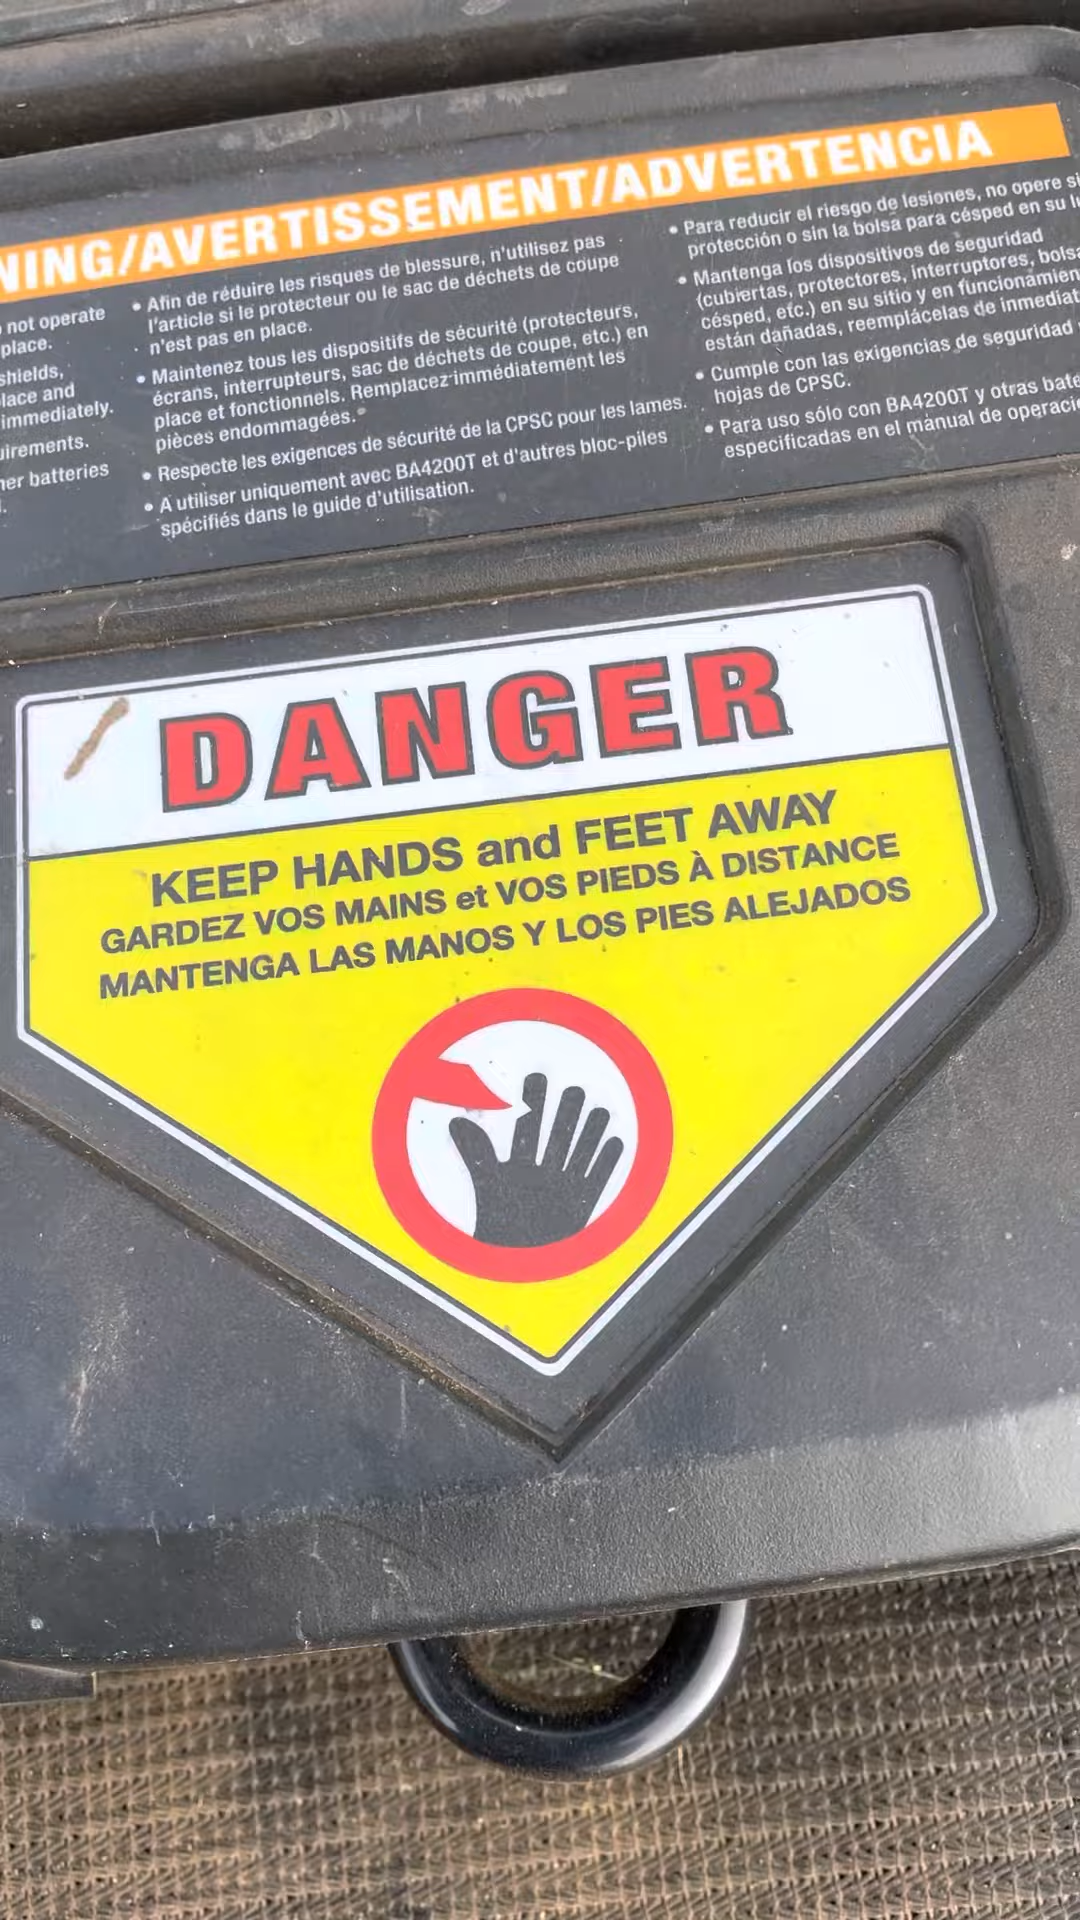 NING/AVERTISSEMENT/ADVERTENCIA
not operate
place.
shields,
lace and
immediately.
uirements.
her batteries
• Afin de réduire les risques de blessure, n'utilisez pas
l'article si le protecteur ou le sac de déchets de coupe
n'est pas en place.
• Maintenez tous les dispositifs de sécurité (protecteurs,
écrans, interrupteurs, sac de déchets de coupe, etc.) en
place et fonctionnels. Remplacez immédiatement les
pièces endommagées.
• Respecte les exigences de sécurité de la CPSC pour les lames.
• A utiliser uniquement avec BA4200T et d'autres bloc-piles
spécifiés dans le guide d'utilisation.
• Para reducir el riesgo de lesiones, no opere si
protección o sin la bolsa para césped en su lu
• Mantenga los dispositivos de seguridad
(cubiertas, protectores, interruptores, bolsa
césped, etc.) en su sitio y en funcionamien
están dañadas, reemplácelas de inmediat
• Cumple con las exigencias de seguridad
hojas de CPSC.
• Para uso sólo con BA4200T y otras bate
especificadas en el mánual de operació
DANGER
KEEP HANDS and FEET AWAY
GARDEZ VOS MAINS et VOS PIEDS À DISTANCE
MANTENGA LAS MANOS Y LOS PIES ALEJADOS